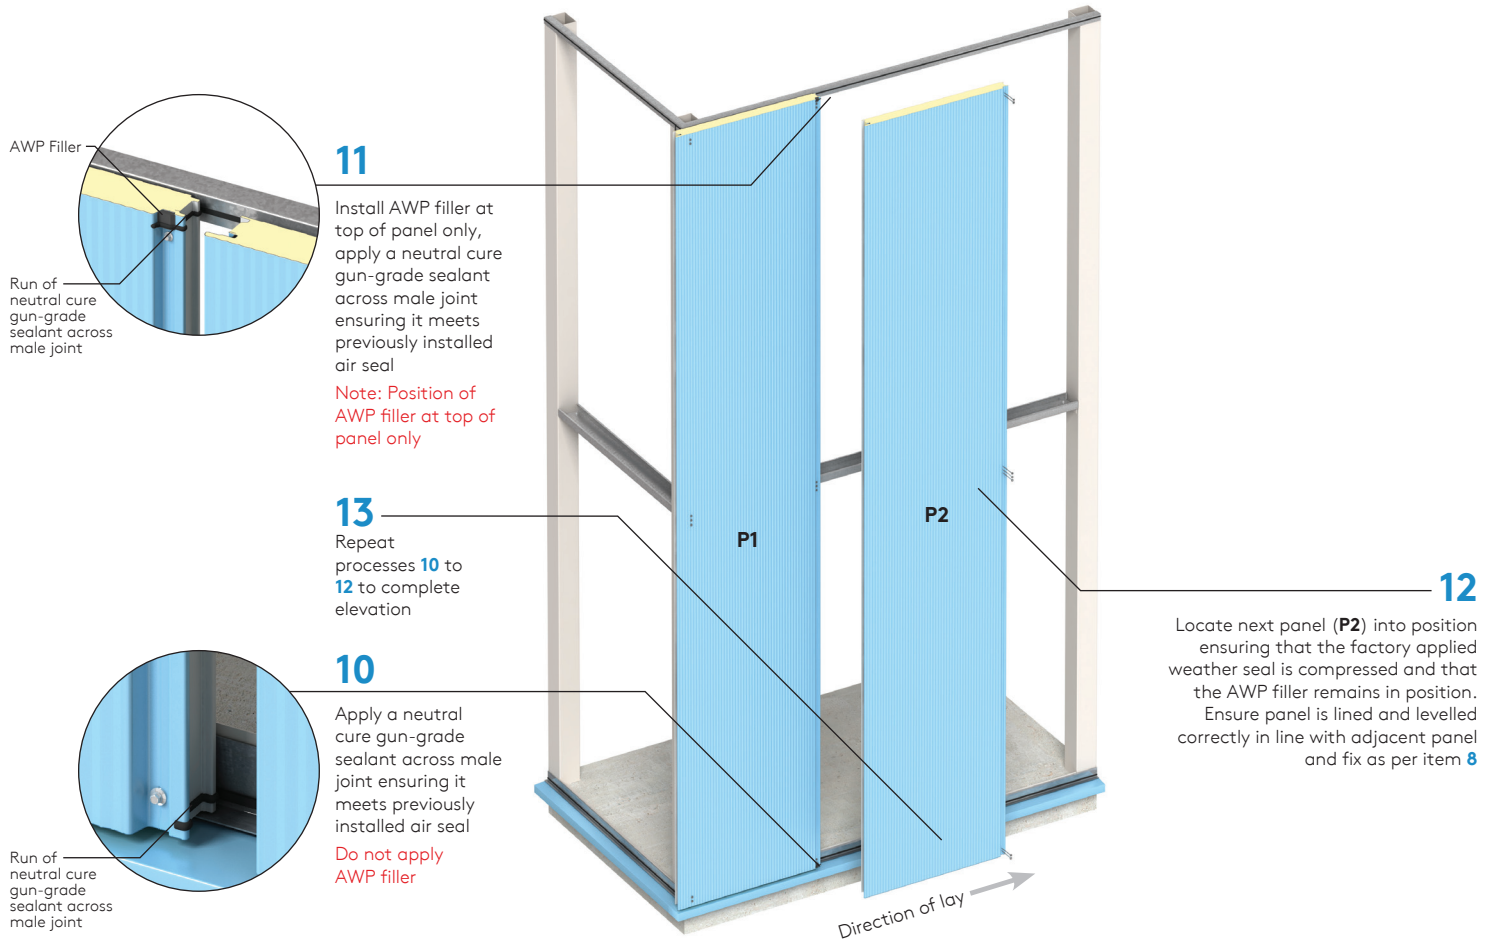 AWP Filler
Run of
neutral cure
gun-grade
sealant across
male joint
11
Install AWP filler at
top of panel only,
apply a neutral cure
gun-grade sealant
across male joint
ensuring it meets
previously installed
air seal
Note: Position of
AWP filler at top of
panel only
13
Repeat
processes 10 to
12 to complete
elevation
10
Apply a neutral
cure gun-grade
sealant across male
joint ensuring it
meets previously
installed air seal
Do not apply
AWP filler
Run of
neutral cure
gun-grade
sealant across
male joint
P1
P2
12
Locate next panel (P2) into position
ensuring that the factory applied
weather seal is compressed and that
the AWP filler remains in position.
Ensure panel is lined and levelled
correctly in line with adjacent panel
and fix as per item 8
Direction of lay